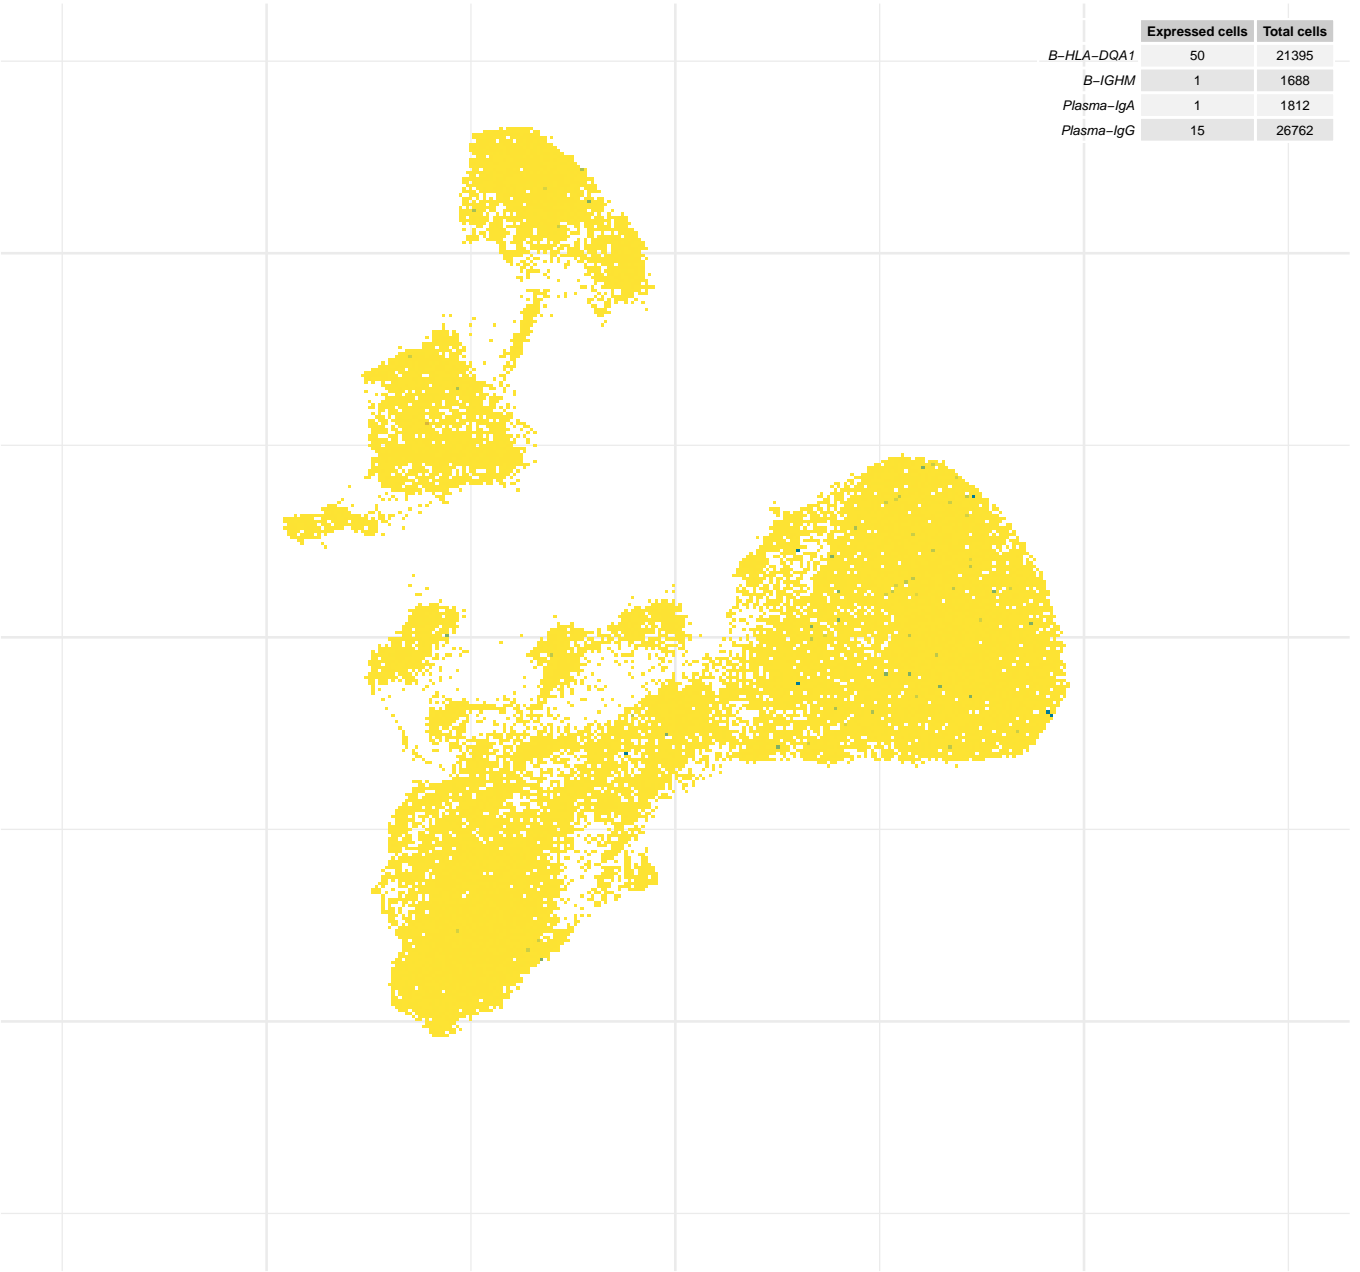 Expressed cells Total cells
B−HLA−DQA1 50 21395
B−IGHM 1 1688
Plasma−IgA 1 1812
Plasma−IgG 15 26762